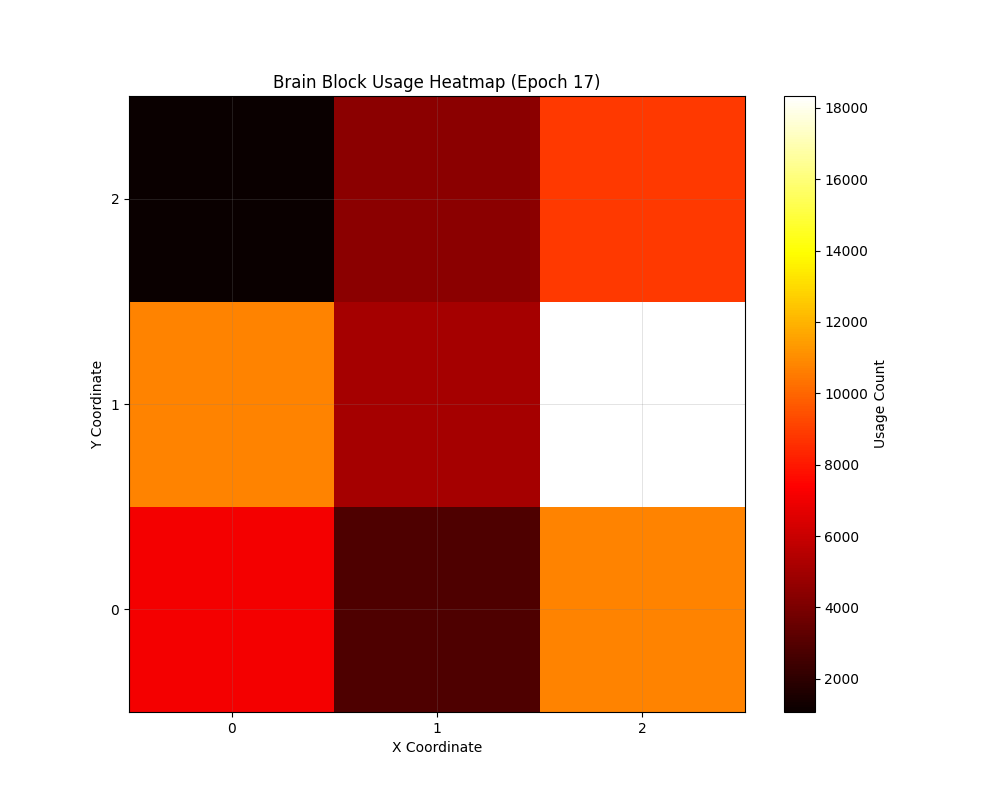 Brain Block Usage Heatmap (Epoch 17)
18000
16000
14000
12000
10000
8000
6000
4000
2000
Usage Count
2
1
0
Y Coordinate
0 1 2
X Coordinate